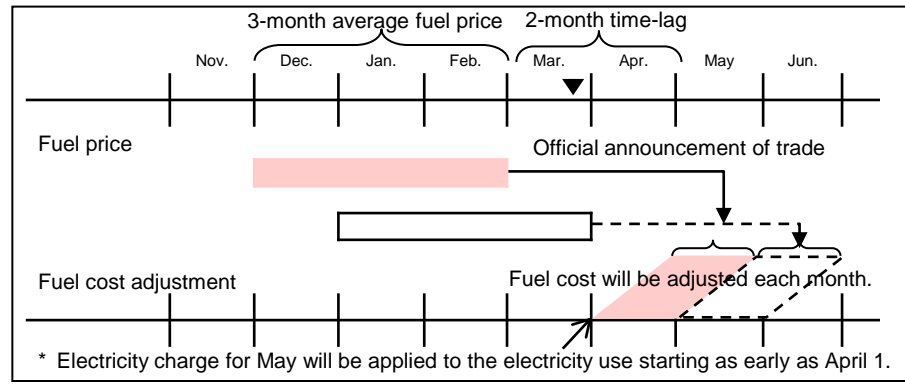 3-month average fuel price 2-month time-lag
Nov. Dec. Jan. Feb. Mar. Apr. May Jun.
Fuel price
Official announcement of trade
Fuel cost adjustment
Fuel cost will be adjusted each month.
* Electricity charge for May will be applied to the electricity use starting as early as April 1.